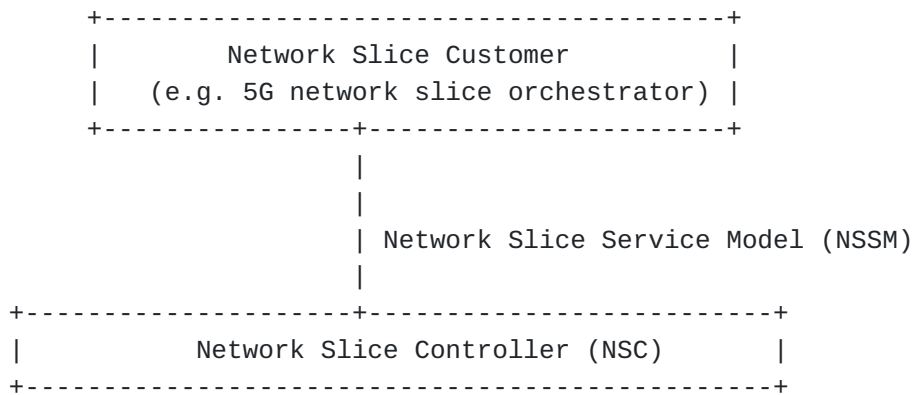 Network Slice Customer
(e.g. 5G network slice orchestrator)
Network Slice Service Model (NSSM)
Network Slice Controller (NSC)